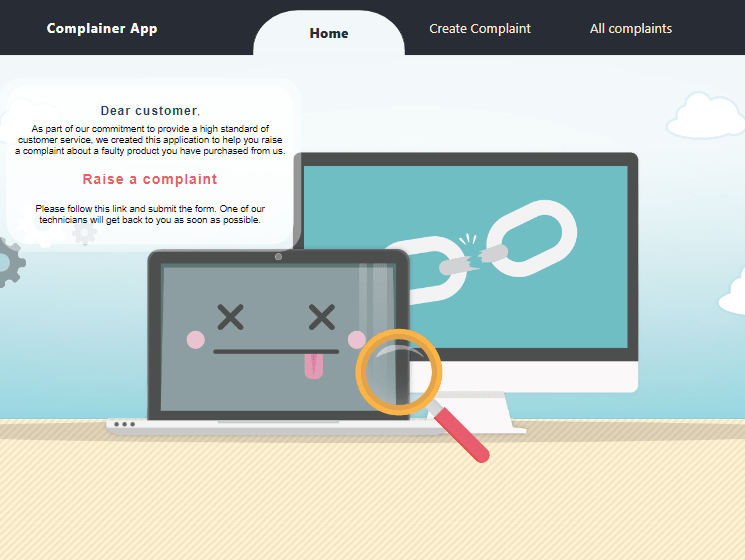 Complainer App
Home
Create Complaint
All complaints
Dear customer,
As part of our commitment to provide a high standard of
customer service, we created this application to help you raise
a complaint about a faulty product you have purchased from us.
Raise a complaint
Please follow this link and submit the form. One of our
technicians will get back to you as soon as possible.